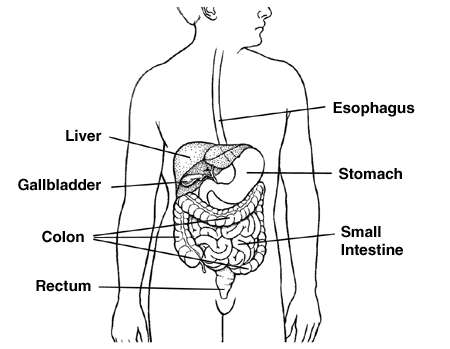 Esophagus
Liver
Stomach
Gallbladder
Colon
Small
Intestine
Rectum